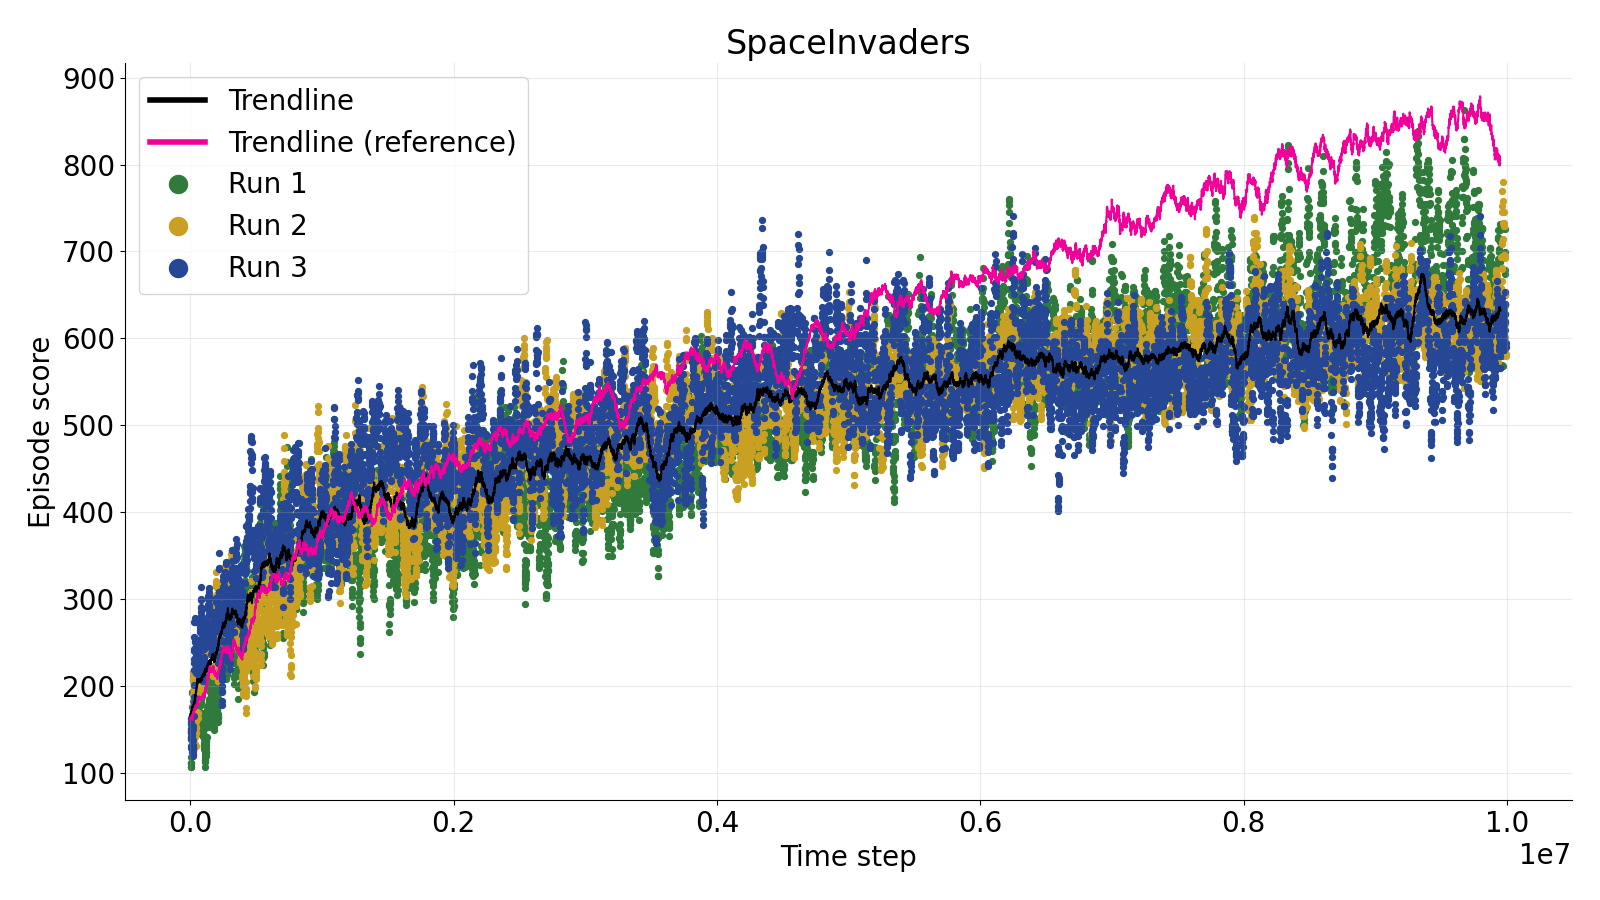 SpaceInvaders
Trendline
Trendline (reference)
Run 1
Run 2
Run 3
Episode score
900
800
700
600
500
400
300
200
100
0.0 0.2 0.4 0.6 0.8 1.0
1e7
Time step